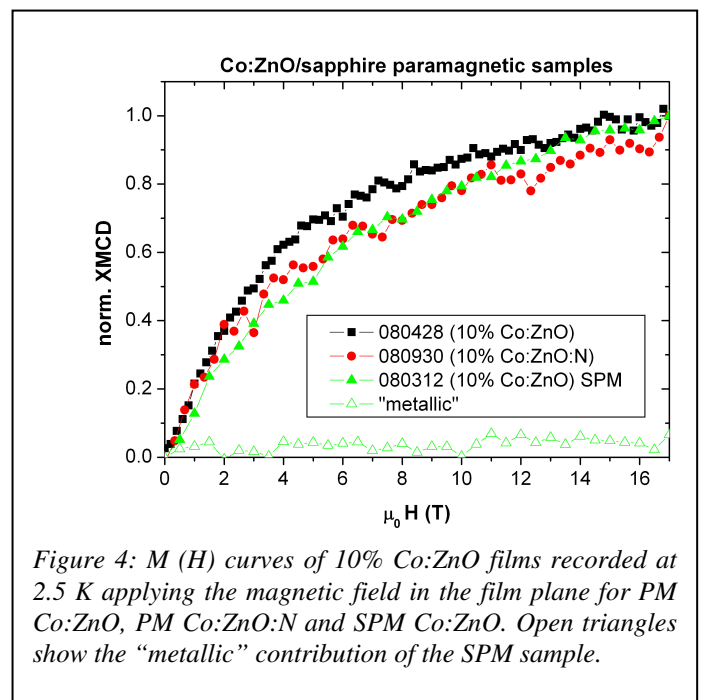 Co:ZnO/sapphire paramagnetic samples
1.0
0.8
0.6
0.4
0.2
0.0
norm. XMCD
080428 (10% Co:ZnO)
080930 (10% Co:ZnO:N)
080312 (10% Co:ZnO) SPM
"metallic"
0 2 4 6 8 10 12 14 16
μ₀ H (T)
Figure 4: M (H) curves of 10% Co:ZnO films recorded at
2.5 K applying the magnetic field in the film plane for PM
Co:ZnO, PM Co:ZnO:N and SPM Co:ZnO. Open triangles
show the “metallic” contribution of the SPM sample.